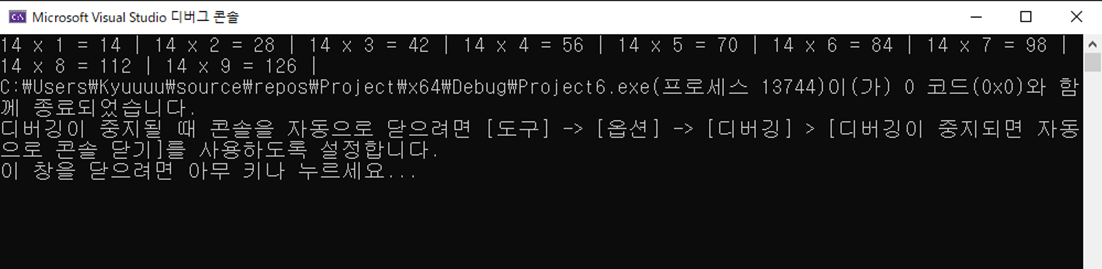 Microsoft Visual Studio 디버그 콘솔
14 x 1 = 14 | 14 x 2 = 28 | 14 x 3 = 42 | 14 x 4 = 56 | 14 x 5 = 70 | 14 x 6 = 84 | 14 x 7 = 98 |
14 x 8 = 112 | 14 x 9 = 126 |
C:₩Users₩Kyuuuu₩source₩repos₩Project₩x64₩Debug₩Project6.exe(프로세스 13744)이(가) 0 코드(0x0)와 함
께 종료되었습니다.
디버깅이 중지될 때 콘솔을 자동으로 닫으려면 [도구] -> [옵션] -> [디버깅] > [디버깅이 중지되면 자동
으로 콘솔 닫기]를 사용하도록 설정합니다.
이 창을 닫으려면 아무 키나 누르세요...